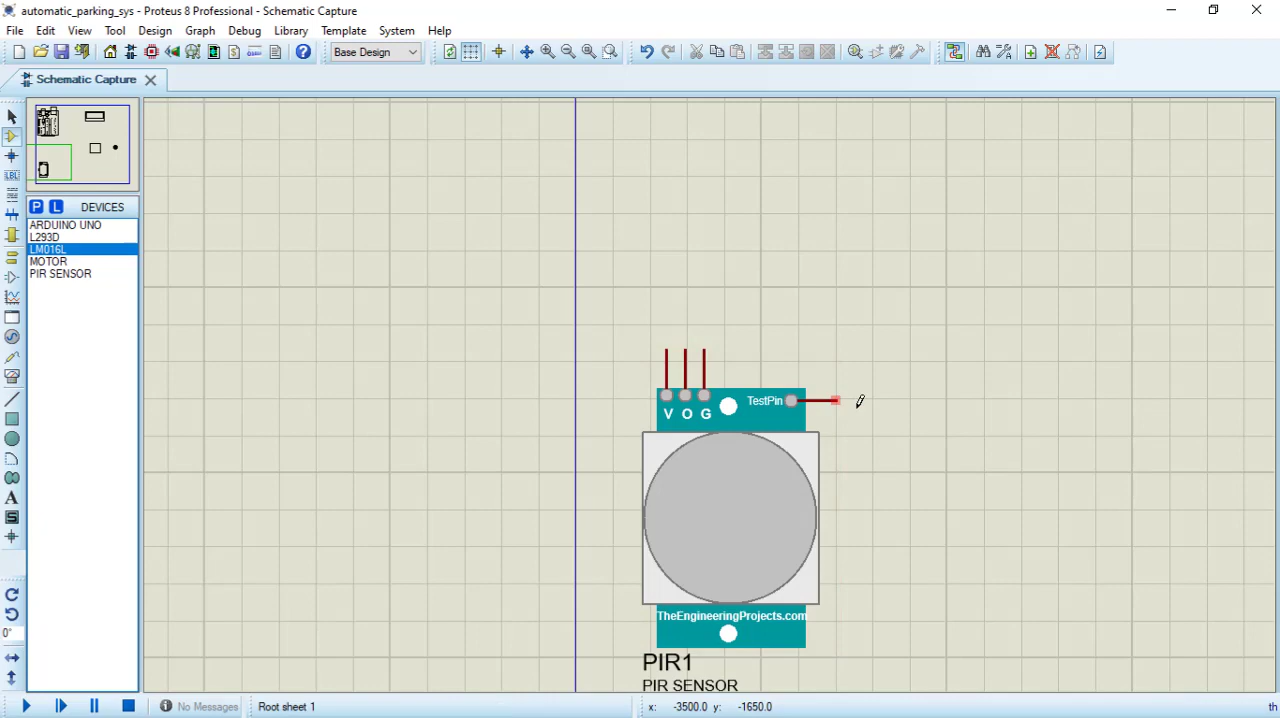 automatic_parking_sys - Proteus 8 Professional - Schematic Capture
File Edit View Tool Design Graph Debug Library Template System Help
Base Design
Schematic Capture
P L DEVICES
ARDUINO UNO
L293D
LM016L
MOTOR
PIR SENSOR
LBL
A
S
0°
TestPin
V O G
TheEngineeringProjects.com
PIR1
PIR SENSOR
No Messages
Root sheet 1
x: -3500.0 y: -1650.0
th